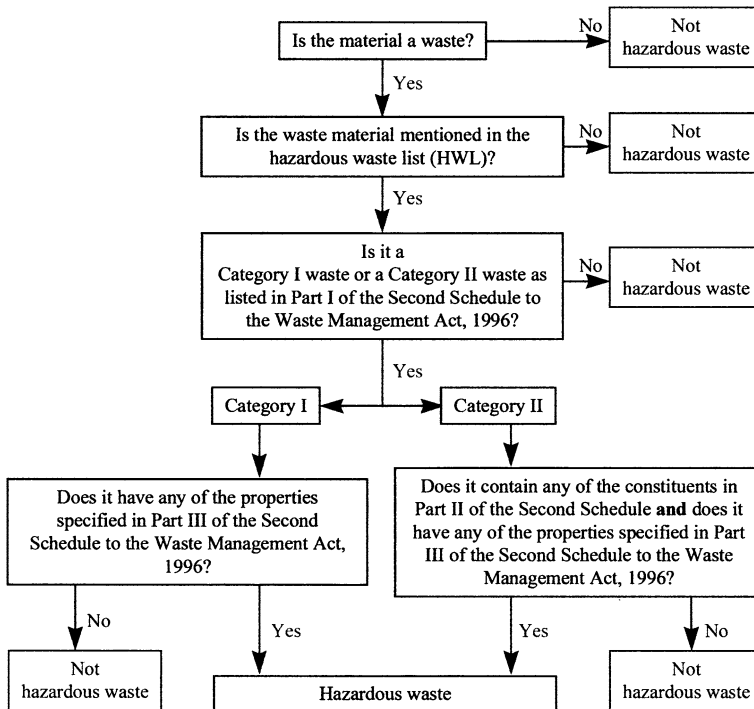 Is the material a waste?
No
Not
hazardous waste
Yes
Is the waste material mentioned in the
hazardous waste list (HWL)?
No
Not
hazardous waste
Yes
Is it a
Category I waste or a Category II waste as
listed in Part I of the Second Schedule to
the Waste Management Act, 1996?
No
Not
hazardous waste
Yes
Category I
Category II
Does it have any of the properties
specified in Part III of the Second
Schedule to the Waste Management Act,
1996?
Does it contain any of the constituents in
Part II of the Second Schedule and does it
have any of the properties specified in Part
III of the Second Schedule to the Waste
Management Act, 1996?
No
Yes
Yes
No
Not
hazardous waste
Hazardous waste
Not
hazardous waste